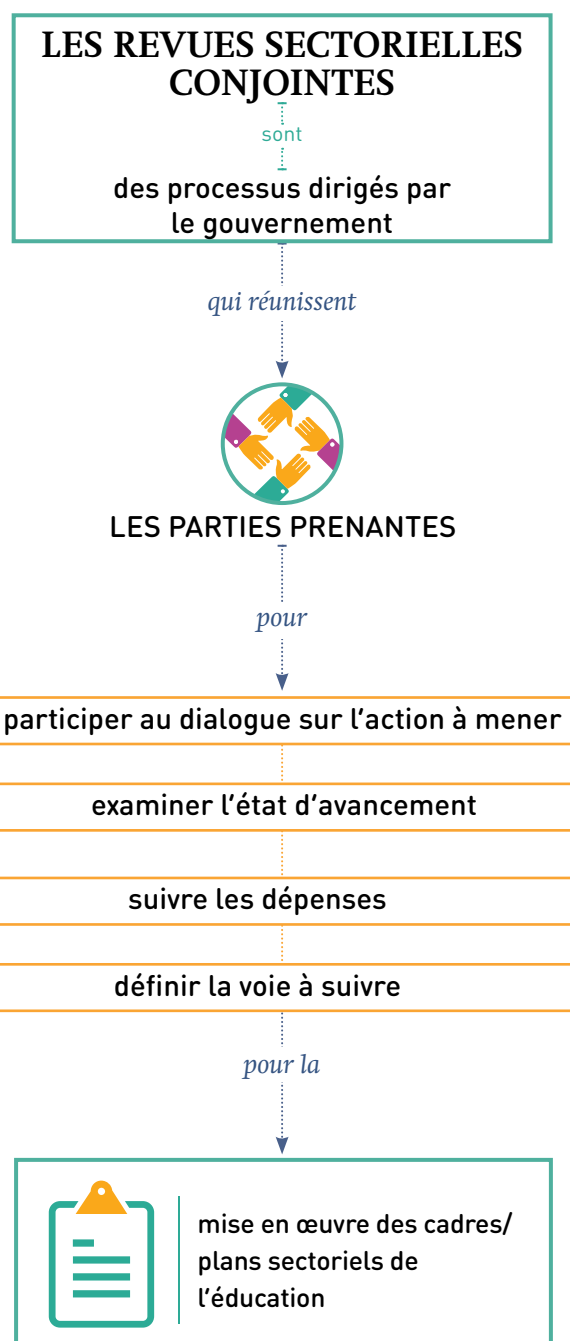 LES REVUES SECTORIELLES
CONJOINTES
sont
des processus dirigés par
le gouvernement
qui réunissent
LES PARTIES PRENANTES
pour
participer au dialogue sur l’action à mener
examiner l’état d’avancement
suivre les dépenses
définir la voie à suivre
pour la
mise en œuvre des cadres/
plans sectoriels de
l’éducation